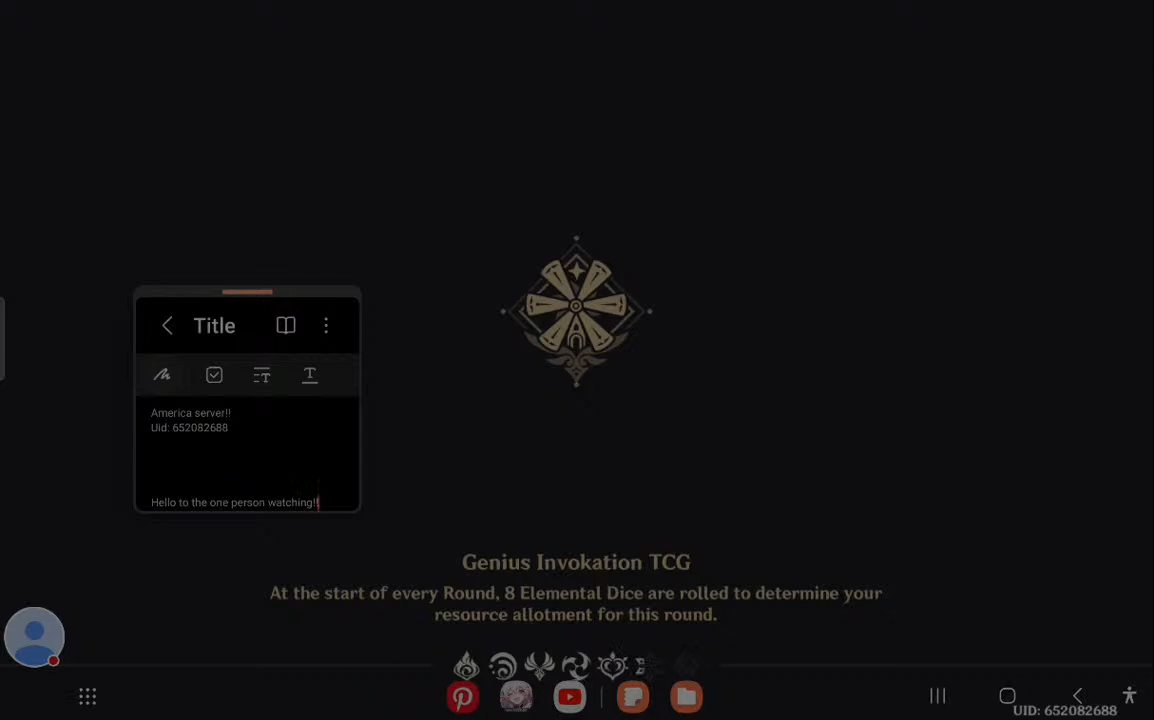 Title
America server!!
Uid: 652082688
Hello to the one person watching!!
Genius Invokation TCG
At the start of every Round, 8 Elemental Dice are rolled to determine your
resource allotment for this round.
UID: 652082688